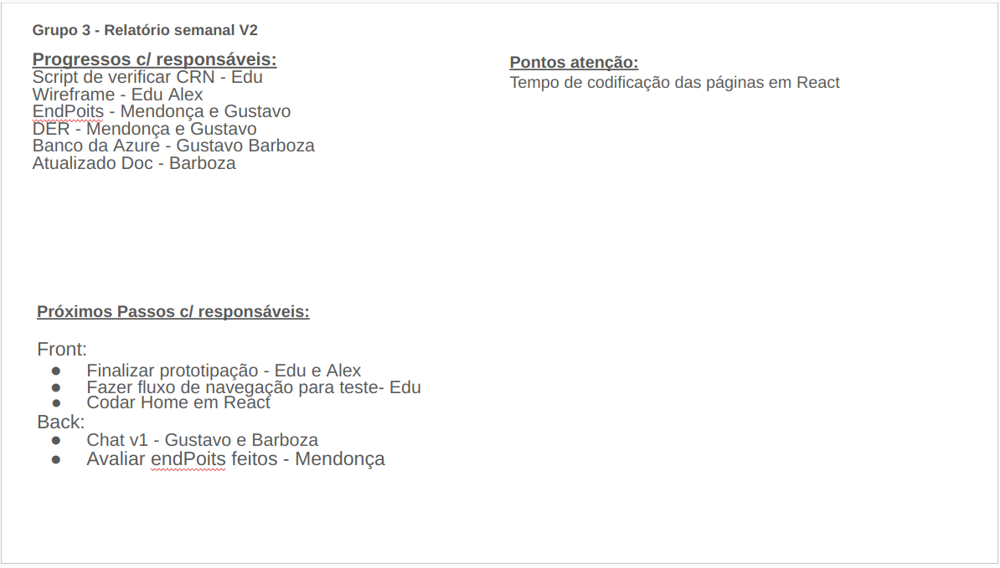 Grupo 3 - Relatório semanal V2
Progressos c/ responsáveis:
Script de verificar CRN - Edu
Wireframe - Edu Alex
EndPoits - Mendonça e Gustavo
DER - Mendonça e Gustavo
Banco da Azure - Gustavo Barboza
Atualizado Doc - Barboza
Pontos atenção:
Tempo de codificação das páginas em React
Próximos Passos c/ responsáveis:
Front:
● Finalizar prototipação - Edu e Alex
● Fazer fluxo de navegação para teste- Edu
● Codar Home em React
Back:
● Chat v1 - Gustavo e Barboza
● Avaliar endPoits feitos - Mendonça